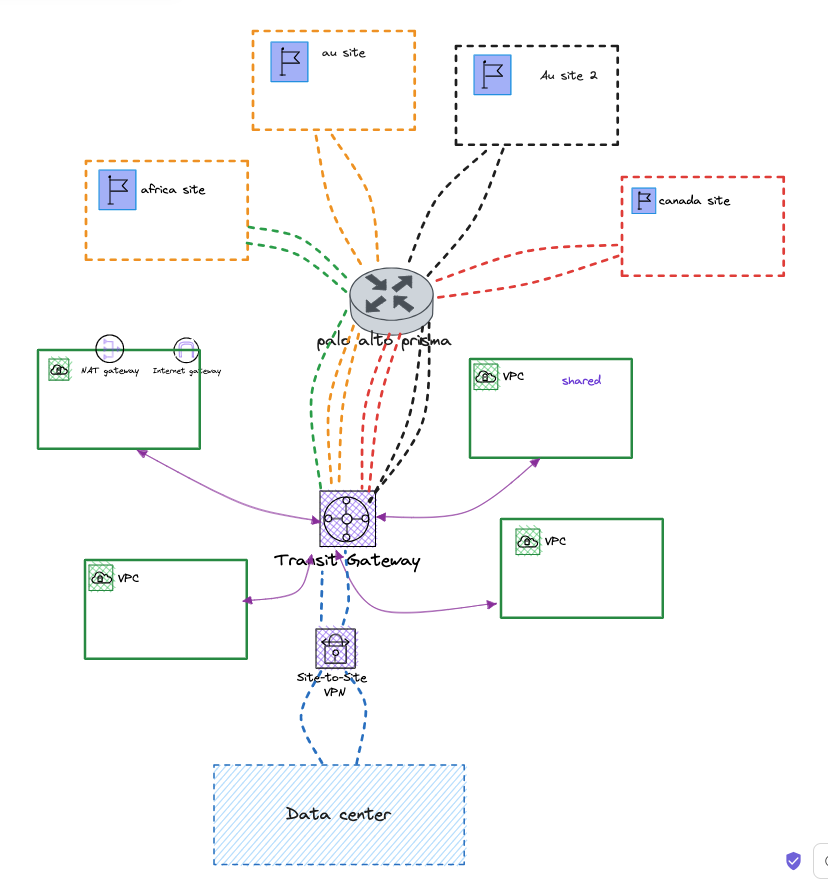 au site
Au site 2
africa site
canada site
palo alto prisma
NAT gateway
Internet gateway
VPC
shared
Transit Gateway
VPC
VPC
Site-to-Site
VPN
Data center